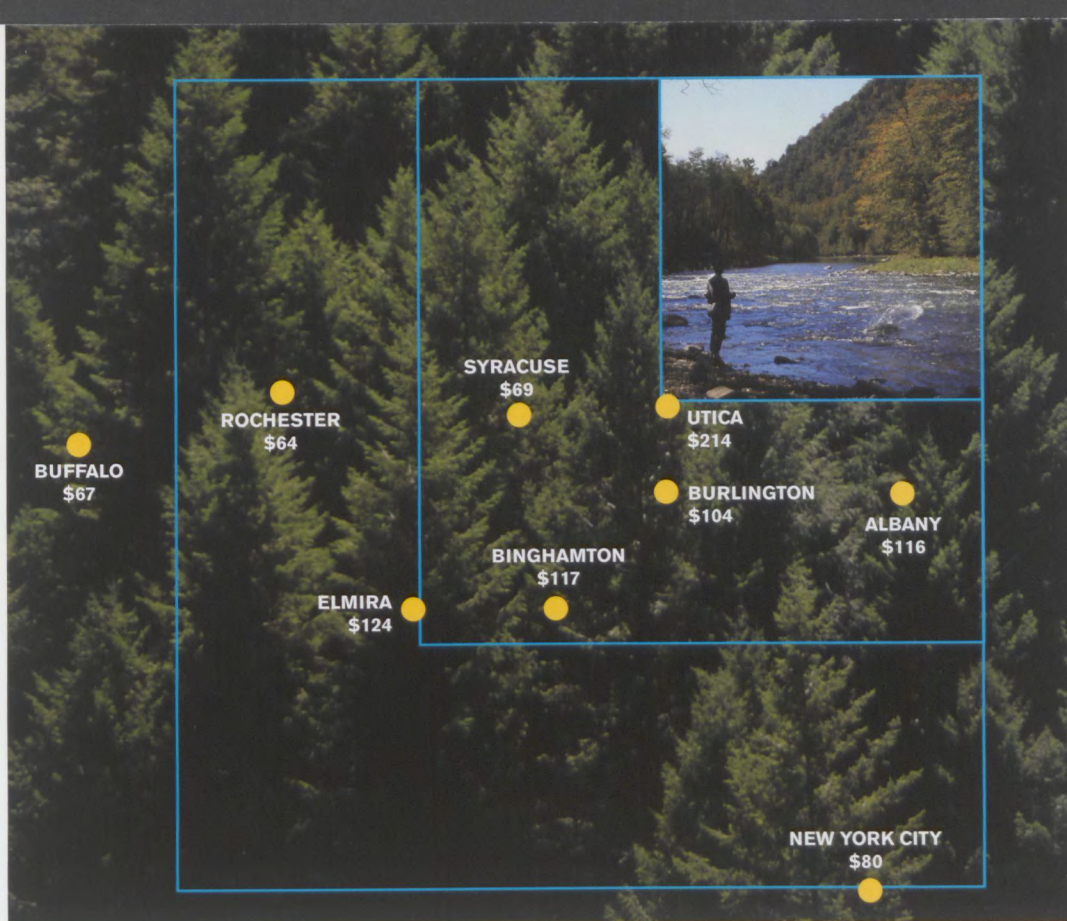 SYRACUSE
$69
ROCHESTER
$64
UTICA
$214
BUFFALO
$67
BURLINGTON
$104
ALBANY
$116
BINGHAMTON
$117
ELMIRA
$124
NEW YORK CITY
$80